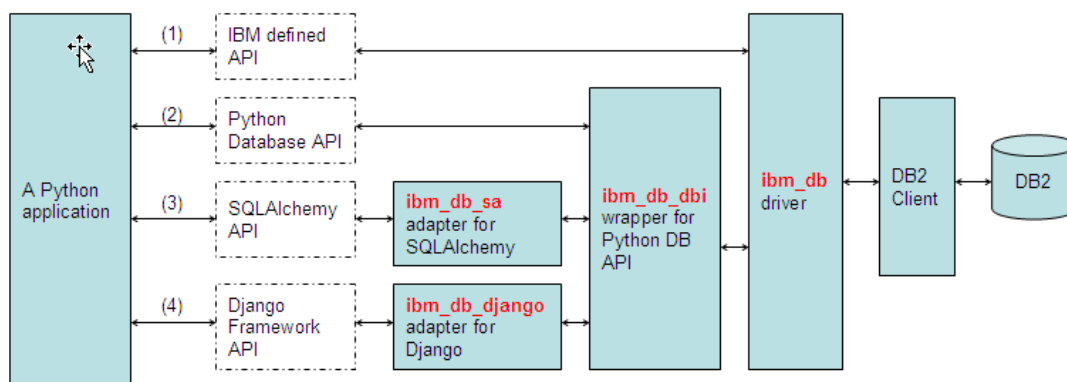 A Python
application
(1)
IBM defined
API
(2)
Python
Database API
(3)
SQLAlchemy
API
ibm_db_sa
adapter for
SQLAlchemy
(4)
Django
Framework
API
ibm_db_django
adapter for
Django
ibm_db_dbi
wrapper for
Python DB
API
ibm_db
driver
DB2
Client
DB2